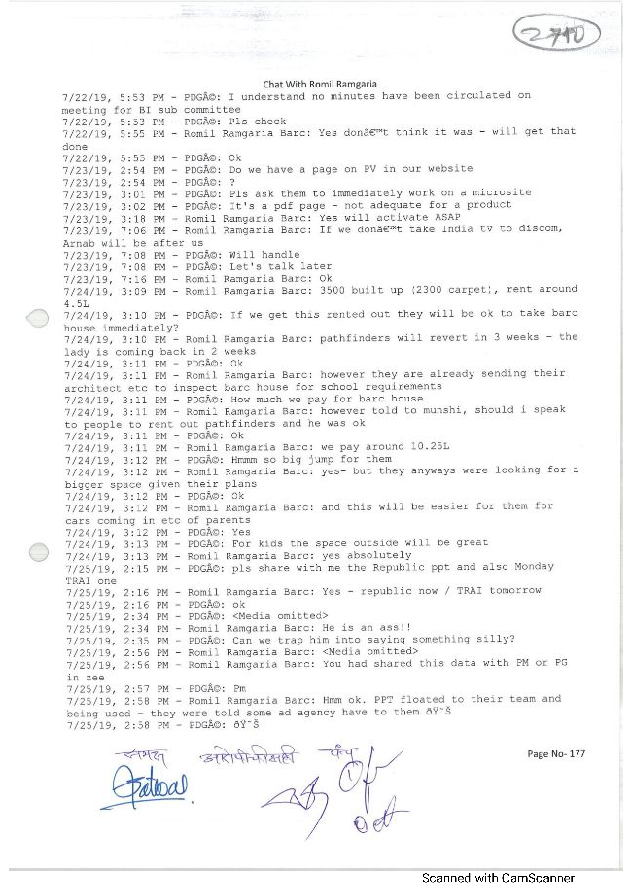 2710
Chat With Romil Ramgaria
7/22/19, 5:53 PM - PDGÂ©: I understand no minutes have been circulated on
meeting for BI sub committee
7/22/19, 5:53 PM - PDGÂ©: Pls check
7/22/19, 5:55 PM - Romil Ramgaria Barc: Yes donâ€™t think it was - will get that
done
7/22/19, 5:55 PM - PDGÂ©: Ok
7/23/19, 2:54 PM - PDGÂ©: Do we have a page on PV in our website
7/23/19, 2:54 PM - PDGÂ©: ?
7/23/19, 3:01 PM - PDGÂ©: Pls ask them to immediately work on a microsite
7/23/19, 3:02 PM - PDGÂ©: It's a pdf page - not adequate for a product
7/23/19, 3:18 PM - Romil Ramgaria Barc: Yes will activate ASAP
7/23/19, 7:06 PM - Romil Ramgaria Barc: If we donâ€™t take India tv to discom,
Arnab will be after us
7/23/19, 7:08 PM - PDGÂ©: Will handle
7/23/19, 7:08 PM - PDGÂ©: Let's talk later
7/23/19, 7:16 PM - Romil Ramgaria Barc: Ok
7/24/19, 3:09 PM - Romil Ramgaria Barc: 3500 built up (2300 carpet), rent around
4.5L
7/24/19, 3:10 PM - PDGÂ©: If we get this rented out they will be ok to take barc
house immediately?
7/24/19, 3:10 PM - Romil Ramgaria Barc: pathfinders will revert in 3 weeks - the
lady is coming back in 2 weeks
7/24/19, 3:11 PM - PDGÂ©: Ok
7/24/19, 3:11 PM - Romil Ramgaria Barc: however they are already sending their
architect etc to inspect barc house for school requirements
7/24/19, 3:11 PM - PDGÂ©: How much we pay for barc house
7/24/19, 3:11 PM - Romil Ramgaria Barc: however told to munshi, should i speak
to people to rent out pathfinders and he was ok
7/24/19, 3:11 PM - PDGÂ©: Ok
7/24/19, 3:11 PM - Romil Ramgaria Barc: we pay around 10.25L
7/24/19, 3:12 PM - PDGÂ©: Hmmm so big jump for them
7/24/19, 3:12 PM - Romil Ramgaria Barc: yes- but they anyways were looking for a
bigger space given their plans
7/24/19, 3:12 PM - PDGÂ©: Ok
7/24/19, 3:12 PM - Romil Ramgaria Barc: and this will be easier for them for
cars coming in etc of parents
7/24/19, 3:12 PM - PDGÂ©: Yes
7/24/19, 3:13 PM - PDGÂ©: For kids the space outside will be great
7/24/19, 3:13 PM - Romil Ramgaria Barc: yes absolutely
7/25/19, 2:15 PM - PDGÂ©: pls share with me the Republic ppt and also Monday
TRAI one
7/25/19, 2:16 PM - Romil Ramgaria Barc: Yes - republic now / TRAI tomorrow
7/25/19, 2:16 PM - PDGÂ©: ok
7/25/19, 2:34 PM - PDGÂ©: <Media omitted>
7/25/19, 2:34 PM - Romil Ramgaria Barc: He is an ass!!
7/25/19, 2:35 PM - PDGÂ©: Can we trap him into saying something silly?
7/25/19, 2:56 PM - Romil Ramgaria Barc: <Media omitted>
7/25/19, 2:56 PM - Romil Ramgaria Barc: You had shared this data with PM or PG
in zee
7/25/19, 2:57 PM - PDGÂ©: Pm
7/25/19, 2:58 PM - Romil Ramgaria Barc: Hmm ok. PPT floated to their team and
being used - they were told some ad agency have to them ðŸ˜Š
7/25/19, 2:58 PM - PDGÂ©: ðŸ˜Š
समक्ष आरोपीची सही पंच
Page No- 177
Scanned with CamScanner